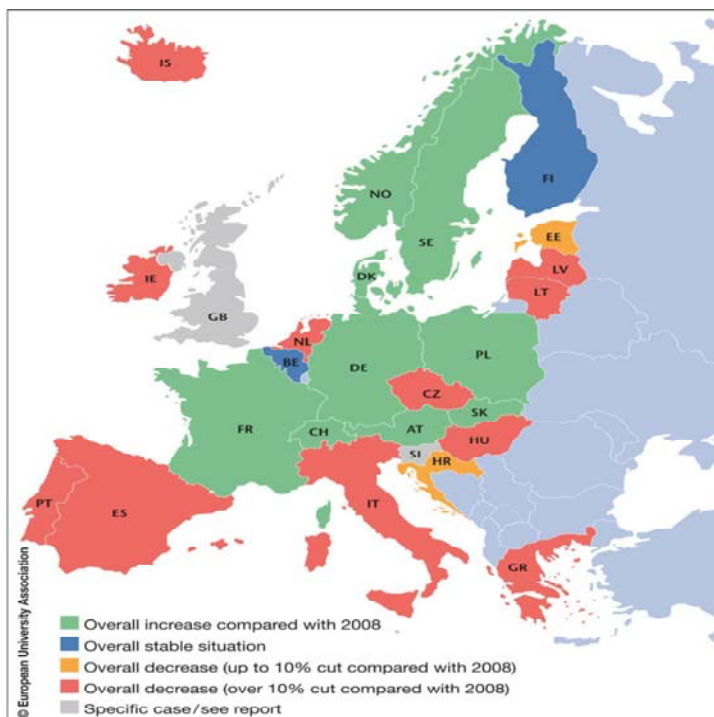 IS
FI
NO
SE
EE
LV
DK
IE
LT
GB
NL
BE
DE
PL
CZ
SK
FR
CH
AT
HU
SI
HR
PT
ES
IT
GR
© European University Association
Overall increase compared with 2008
Overall stable situation
Overall decrease (up to 10% cut compared with 2008)
Overall decrease (over 10% cut compared with 2008)
Specific case/see report